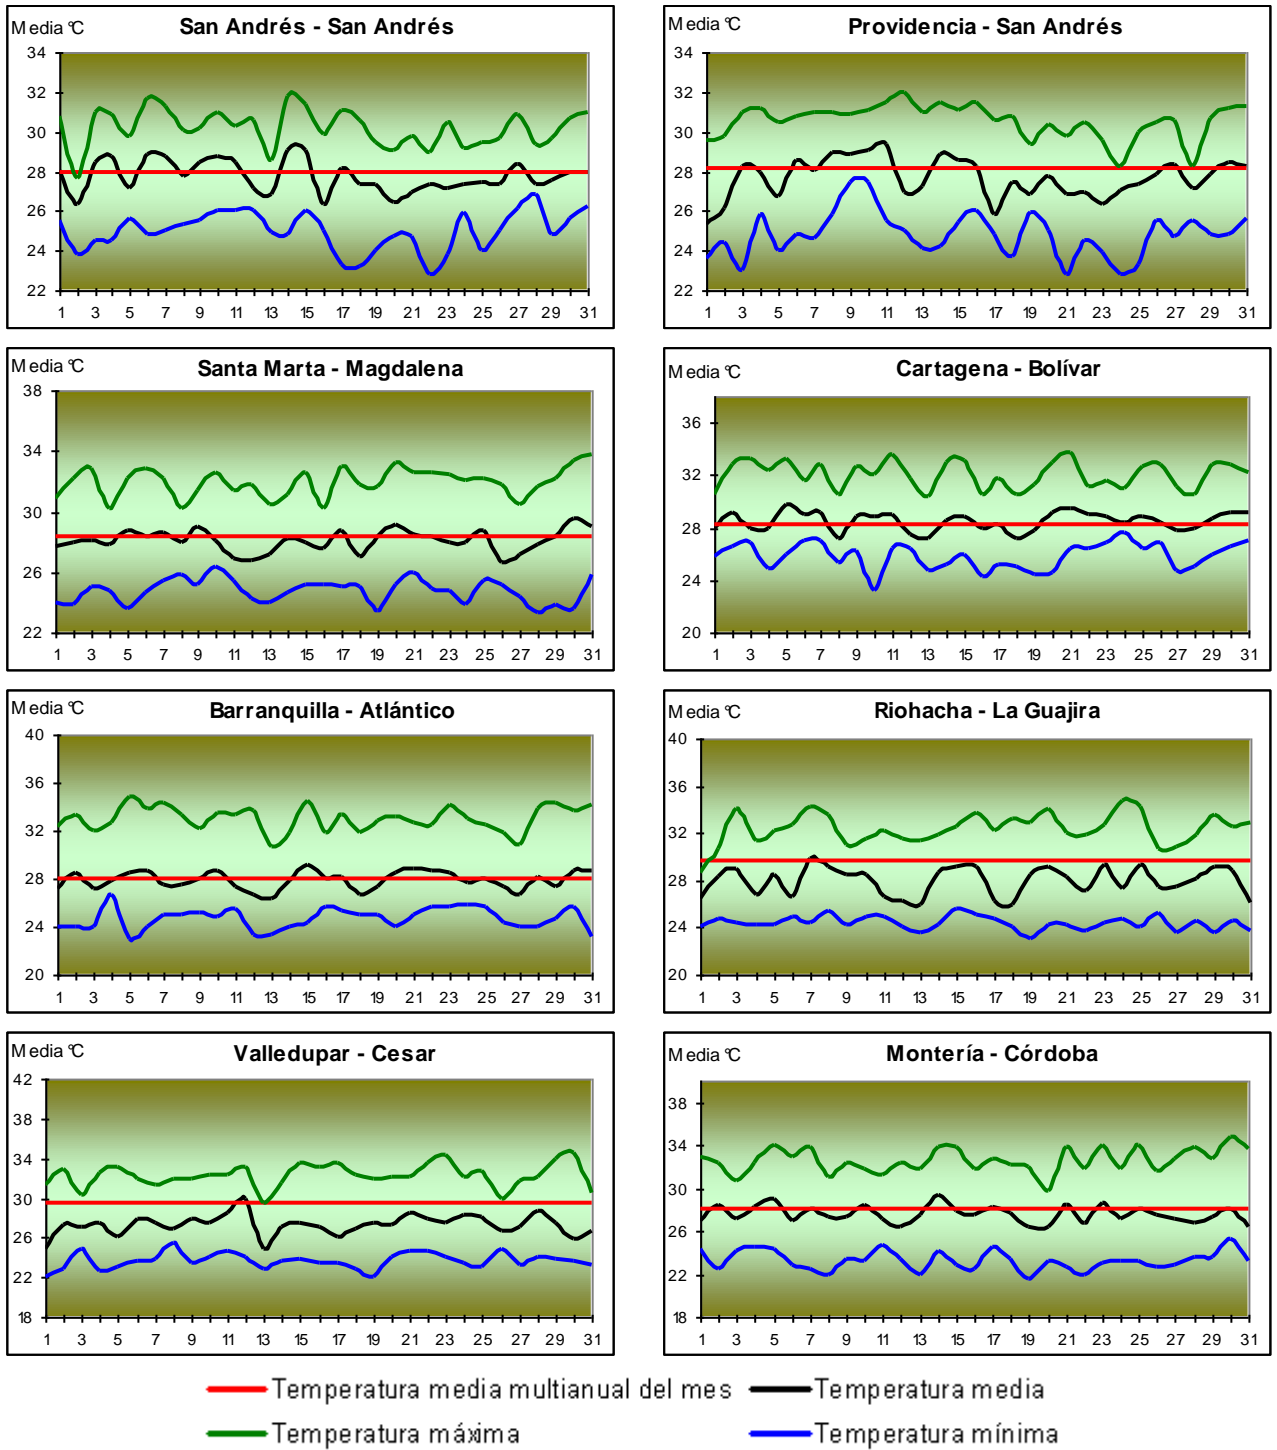 Media °C
San Andrés - San Andrés
34
32
30
28
26
24
22
1 3 5 7 9 11 13 15 17 19 21 23 25 27 29 31
Media °C
Providencia - San Andrés
34
32
30
28
26
24
22
1 3 5 7 9 11 13 15 17 19 21 23 25 27 29 31
Media °C
Santa Marta - Magdalena
38
34
30
26
22
1 3 5 7 9 11 13 15 17 19 21 23 25 27 29 31
Media °C
Cartagena - Bolívar
36
32
28
24
20
1 3 5 7 9 11 13 15 17 19 21 23 25 27 29 31
Media °C
Barranquilla - Atlántico
40
36
32
28
24
20
1 3 5 7 9 11 13 15 17 19 21 23 25 27 29 31
Media °C
Riohacha - La Guajira
40
36
32
28
24
20
1 3 5 7 9 11 13 15 17 19 21 23 25 27 29 31
Media °C
Valledupar - Cesar
42
38
34
30
26
22
18
1 3 5 7 9 11 13 15 17 19 21 23 25 27 29 31
Media °C
Montería - Córdoba
38
34
30
26
22
18
1 3 5 7 9 11 13 15 17 19 21 23 25 27 29 31
Temperatura media multianual del mes
Temperatura media
Temperatura máxima
Temperatura mínima